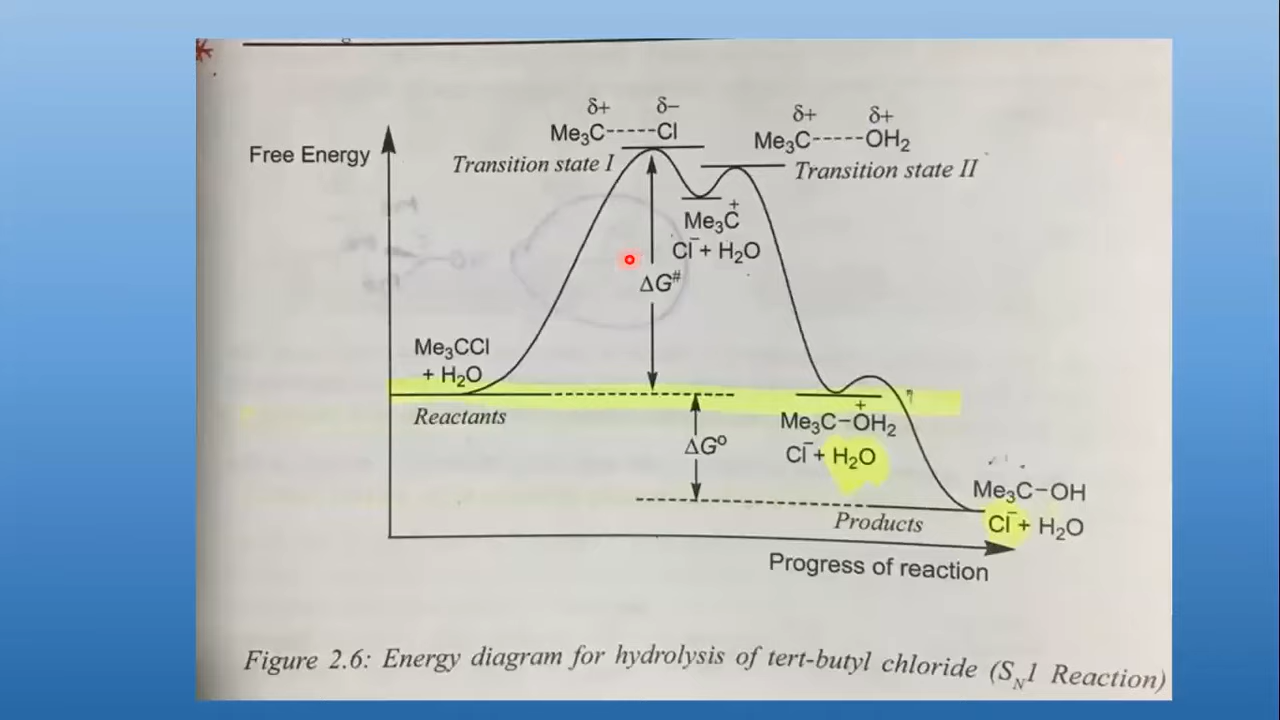 δ+ δ−
Me₃C-----Cl
δ+ δ+
Me₃C-----OH₂
Free Energy
Transition state I
Transition state II
+
Me₃C
Cl⁻ + H₂O
ΔG#
Me₃CCl
+ H₂O
Reactants
ΔG⁰
+
Me₃C−OH₂
Cl⁻ + H₂O
Me₃C−OH
Cl⁻ + H₂O
Products
Progress of reaction
Figure 2.6: Energy diagram for hydrolysis of tert-butyl chloride (SN1 Reaction)